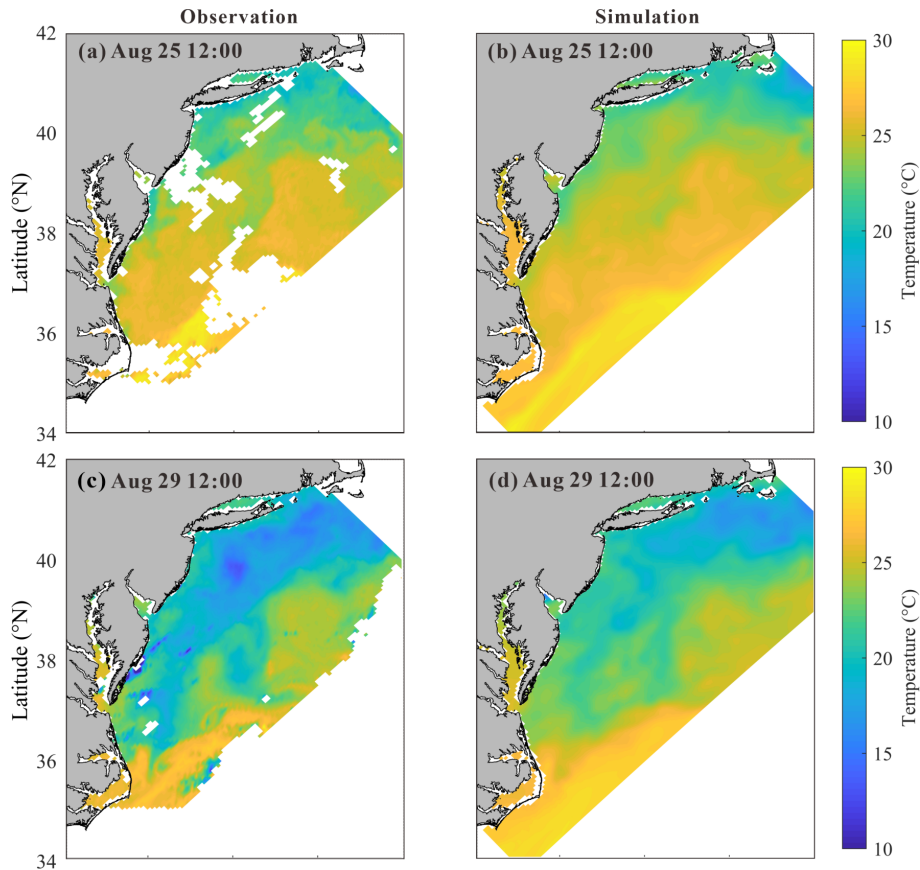 Observation
Simulation
42
40
38
36
34
Latitude (°N)
(a) Aug 25 12:00
(b) Aug 25 12:00
30
25
20
15
10
Temperature (°C)
42
40
38
36
34
Latitude (°N)
(c) Aug 29 12:00
(d) Aug 29 12:00
30
25
20
15
10
Temperature (°C)